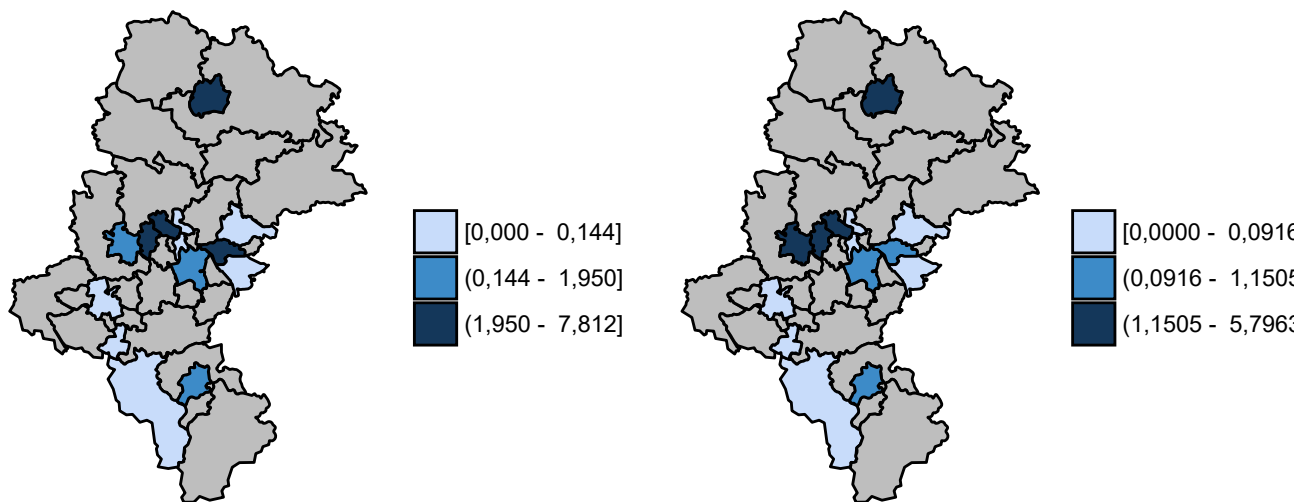 [0,000 - 0,144]
(0,144 - 1,950]
(1,950 - 7,812]
[0,0000 - 0,0916
(0,0916 - 1,1505
(1,1505 - 5,7963